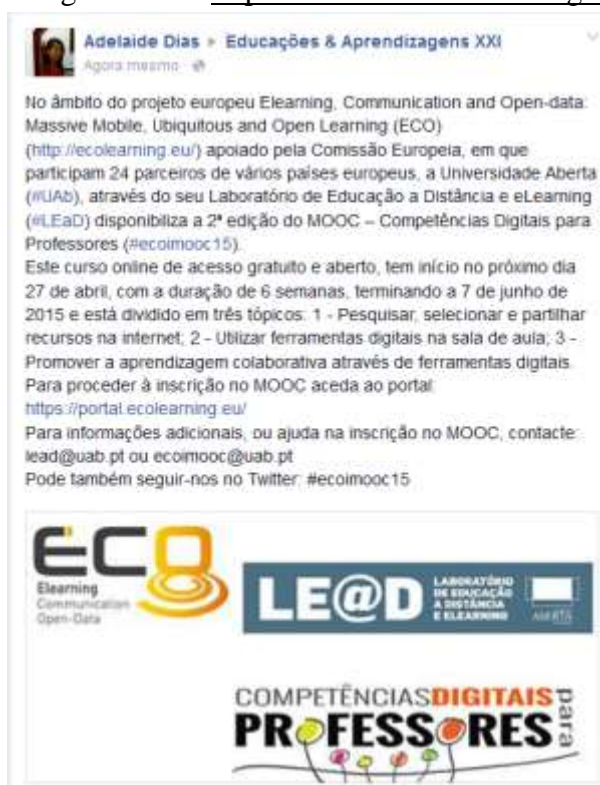 Adelaide Dias ▸ Educações & Aprendizagens XXI
Agora mesmo
No âmbito do projeto europeu Elearning, Communication and Open-data:
Massive Mobile, Ubiquitous and Open Learning (ECO)
(http://ecolearning.eu/) apoiado pela Comissão Europeia, em que
participam 24 parceiros de vários países europeus, a Universidade Aberta
(#UAb), através do seu Laboratório de Educação a Distância e eLearning
(#LEaD) disponibiliza a 2ª edição do MOOC – Competências Digitais para
Professores (#ecoimooc15).
Este curso online de acesso gratuito e aberto, tem início no próximo dia
27 de abril, com a duração de 6 semanas, terminando a 7 de junho de
2015 e está dividido em três tópicos: 1 - Pesquisar, selecionar e partilhar
recursos na internet; 2 - Utilizar ferramentas digitais na sala de aula; 3 -
Promover a aprendizagem colaborativa através de ferramentas digitais.
Para proceder à inscrição no MOOC aceda ao portal:
https://portal.ecolearning.eu/
Para informações adicionais, ou ajuda na inscrição no MOOC, contacte:
lead@uab.pt ou ecoimooc@uab.pt
Pode também seguir-nos no Twitter: #ecoimooc15
ECO
Elearning
Communication
Open-Data
LE@D
LABORATÓRIO
DE EDUCAÇÃO
A DISTÂNCIA
E ELEARNING
COMPETÊNCIASDIGITAIS
para
PROFESSORES